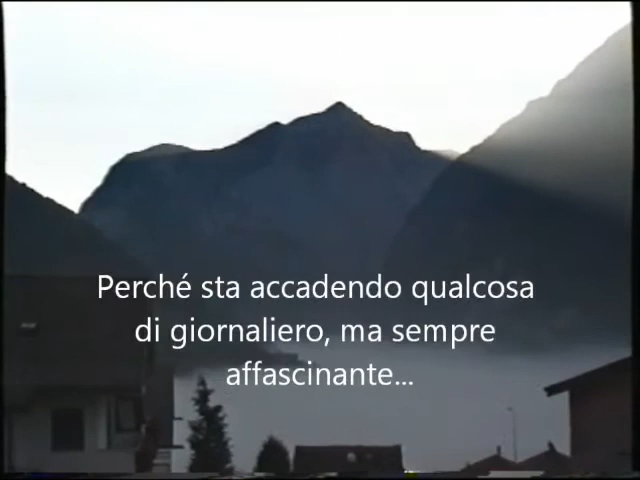 Perché sta accadendo qualcosa
di giornaliero, ma sempre
affascinante...